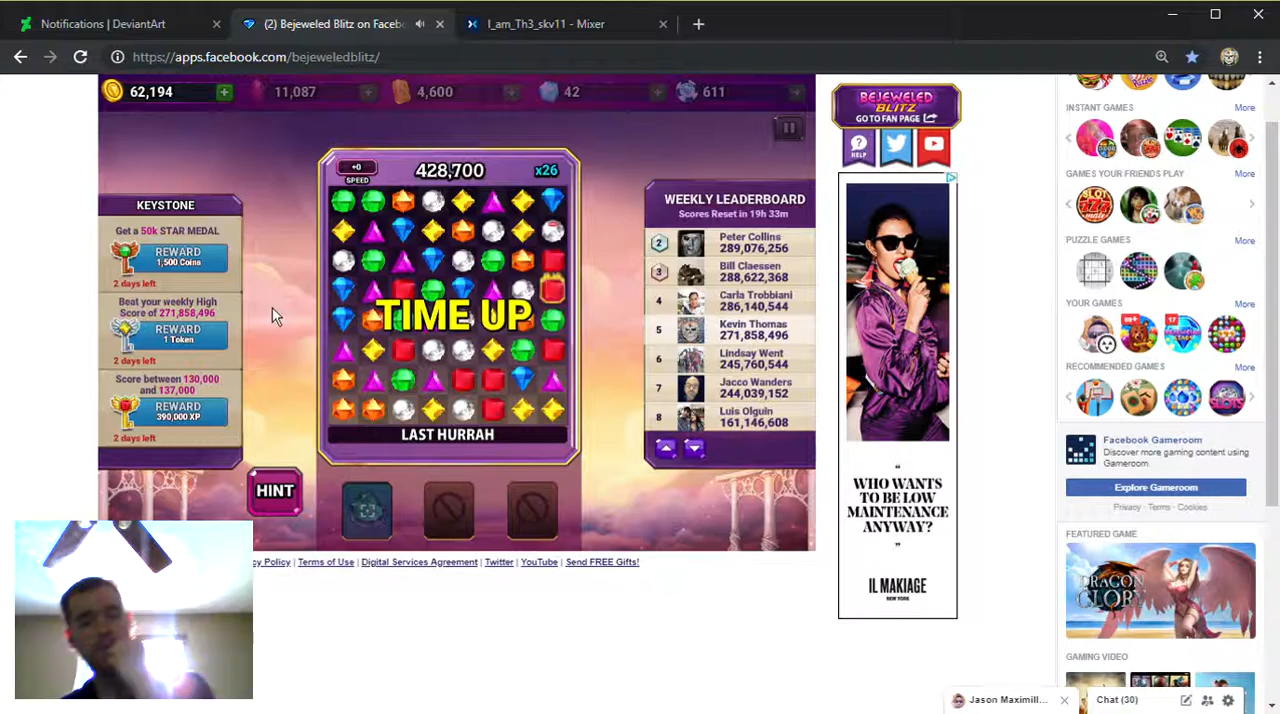 Notifications | DeviantArt
(2) Bejeweled Blitz on Faceb
I_am_Th3_skv11 - Mixer
https://apps.facebook.com/bejeweledblitz/
62,194
11,087
4,600
42
611
KEYSTONE
Get a 50k STAR MEDAL
REWARD
1,500 Coins
2 days left
Beat your weekly High
Score of 271,858,496
REWARD
1 Token
2 days left
Score between 130,000
and 137,000
REWARD
390,000 XP
2 days left
HINT
+0
SPEED
428,700
x26
TIME UP
LAST HURRAH
WEEKLY LEADERBOARD
Scores Reset in 19h 33m
2
Peter Collins
289,076,256
3
Bill Claessen
288,622,368
4
Carla Trobbiani
286,140,544
5
Kevin Thomas
271,858,496
6
Lindsay Went
245,760,544
7
Jacco Wanders
244,039,152
8
Luis Olguin
161,146,608
cy Policy | Terms of Use | Digital Services Agreement | Twitter | YouTube | Send FREE Gifts!
BEJEWELED
BLITZ
GO TO FAN PAGE
HELP
“
WHO WANTS
TO BE LOW
MAINTENANCE
ANYWAY?
”
IL MAKIAGE
NEW YORK
INSTANT GAMES
More
GAMES YOUR FRIENDS PLAY
More
PUZZLE GAMES
More
YOUR GAMES
More
RECOMMENDED GAMES
More
SLOTS
Facebook Gameroom
Discover more gaming content using
Gameroom.
Explore Gameroom
Privacy · Terms · Cookies
FEATURED GAME
DRAGON
GLORY
GAMING VIDEO
Jason Maximill...
Chat (30)